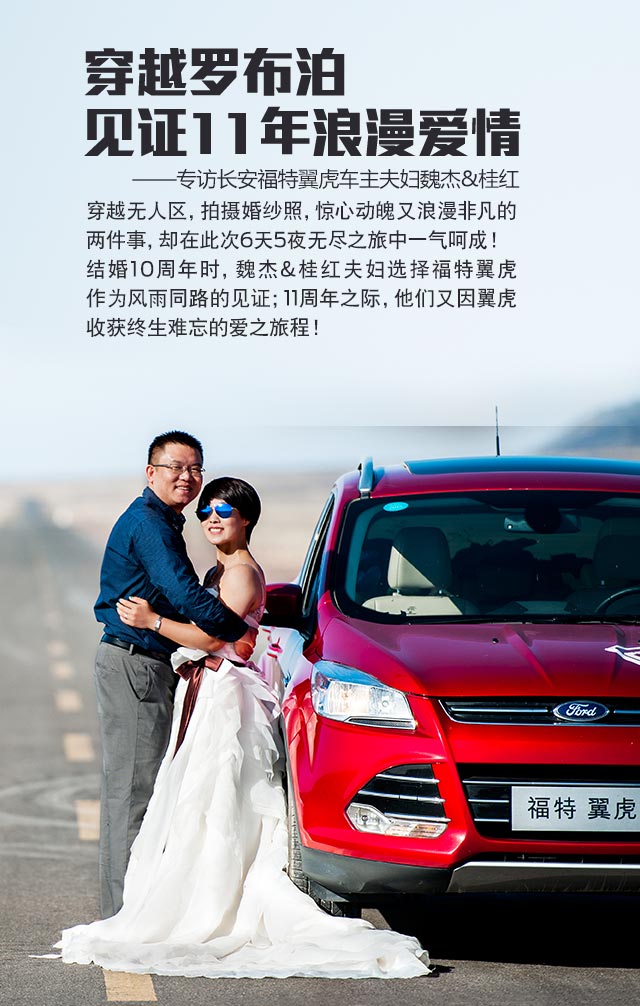 穿越罗布泊
见证11年浪漫爱情
——专访长安福特翼虎车主夫妇魏杰&桂红
穿越无人区，拍摄婚纱照，惊心动魄又浪漫非凡的
两件事，却在此次6天5夜无尽之旅中一气呵成！
结婚10周年时，魏杰&桂红夫妇选择福特翼虎
作为风雨同路的见证；11周年之际，他们又因翼虎
收获终生难忘的爱之旅程！
Ford
福特 翼虎